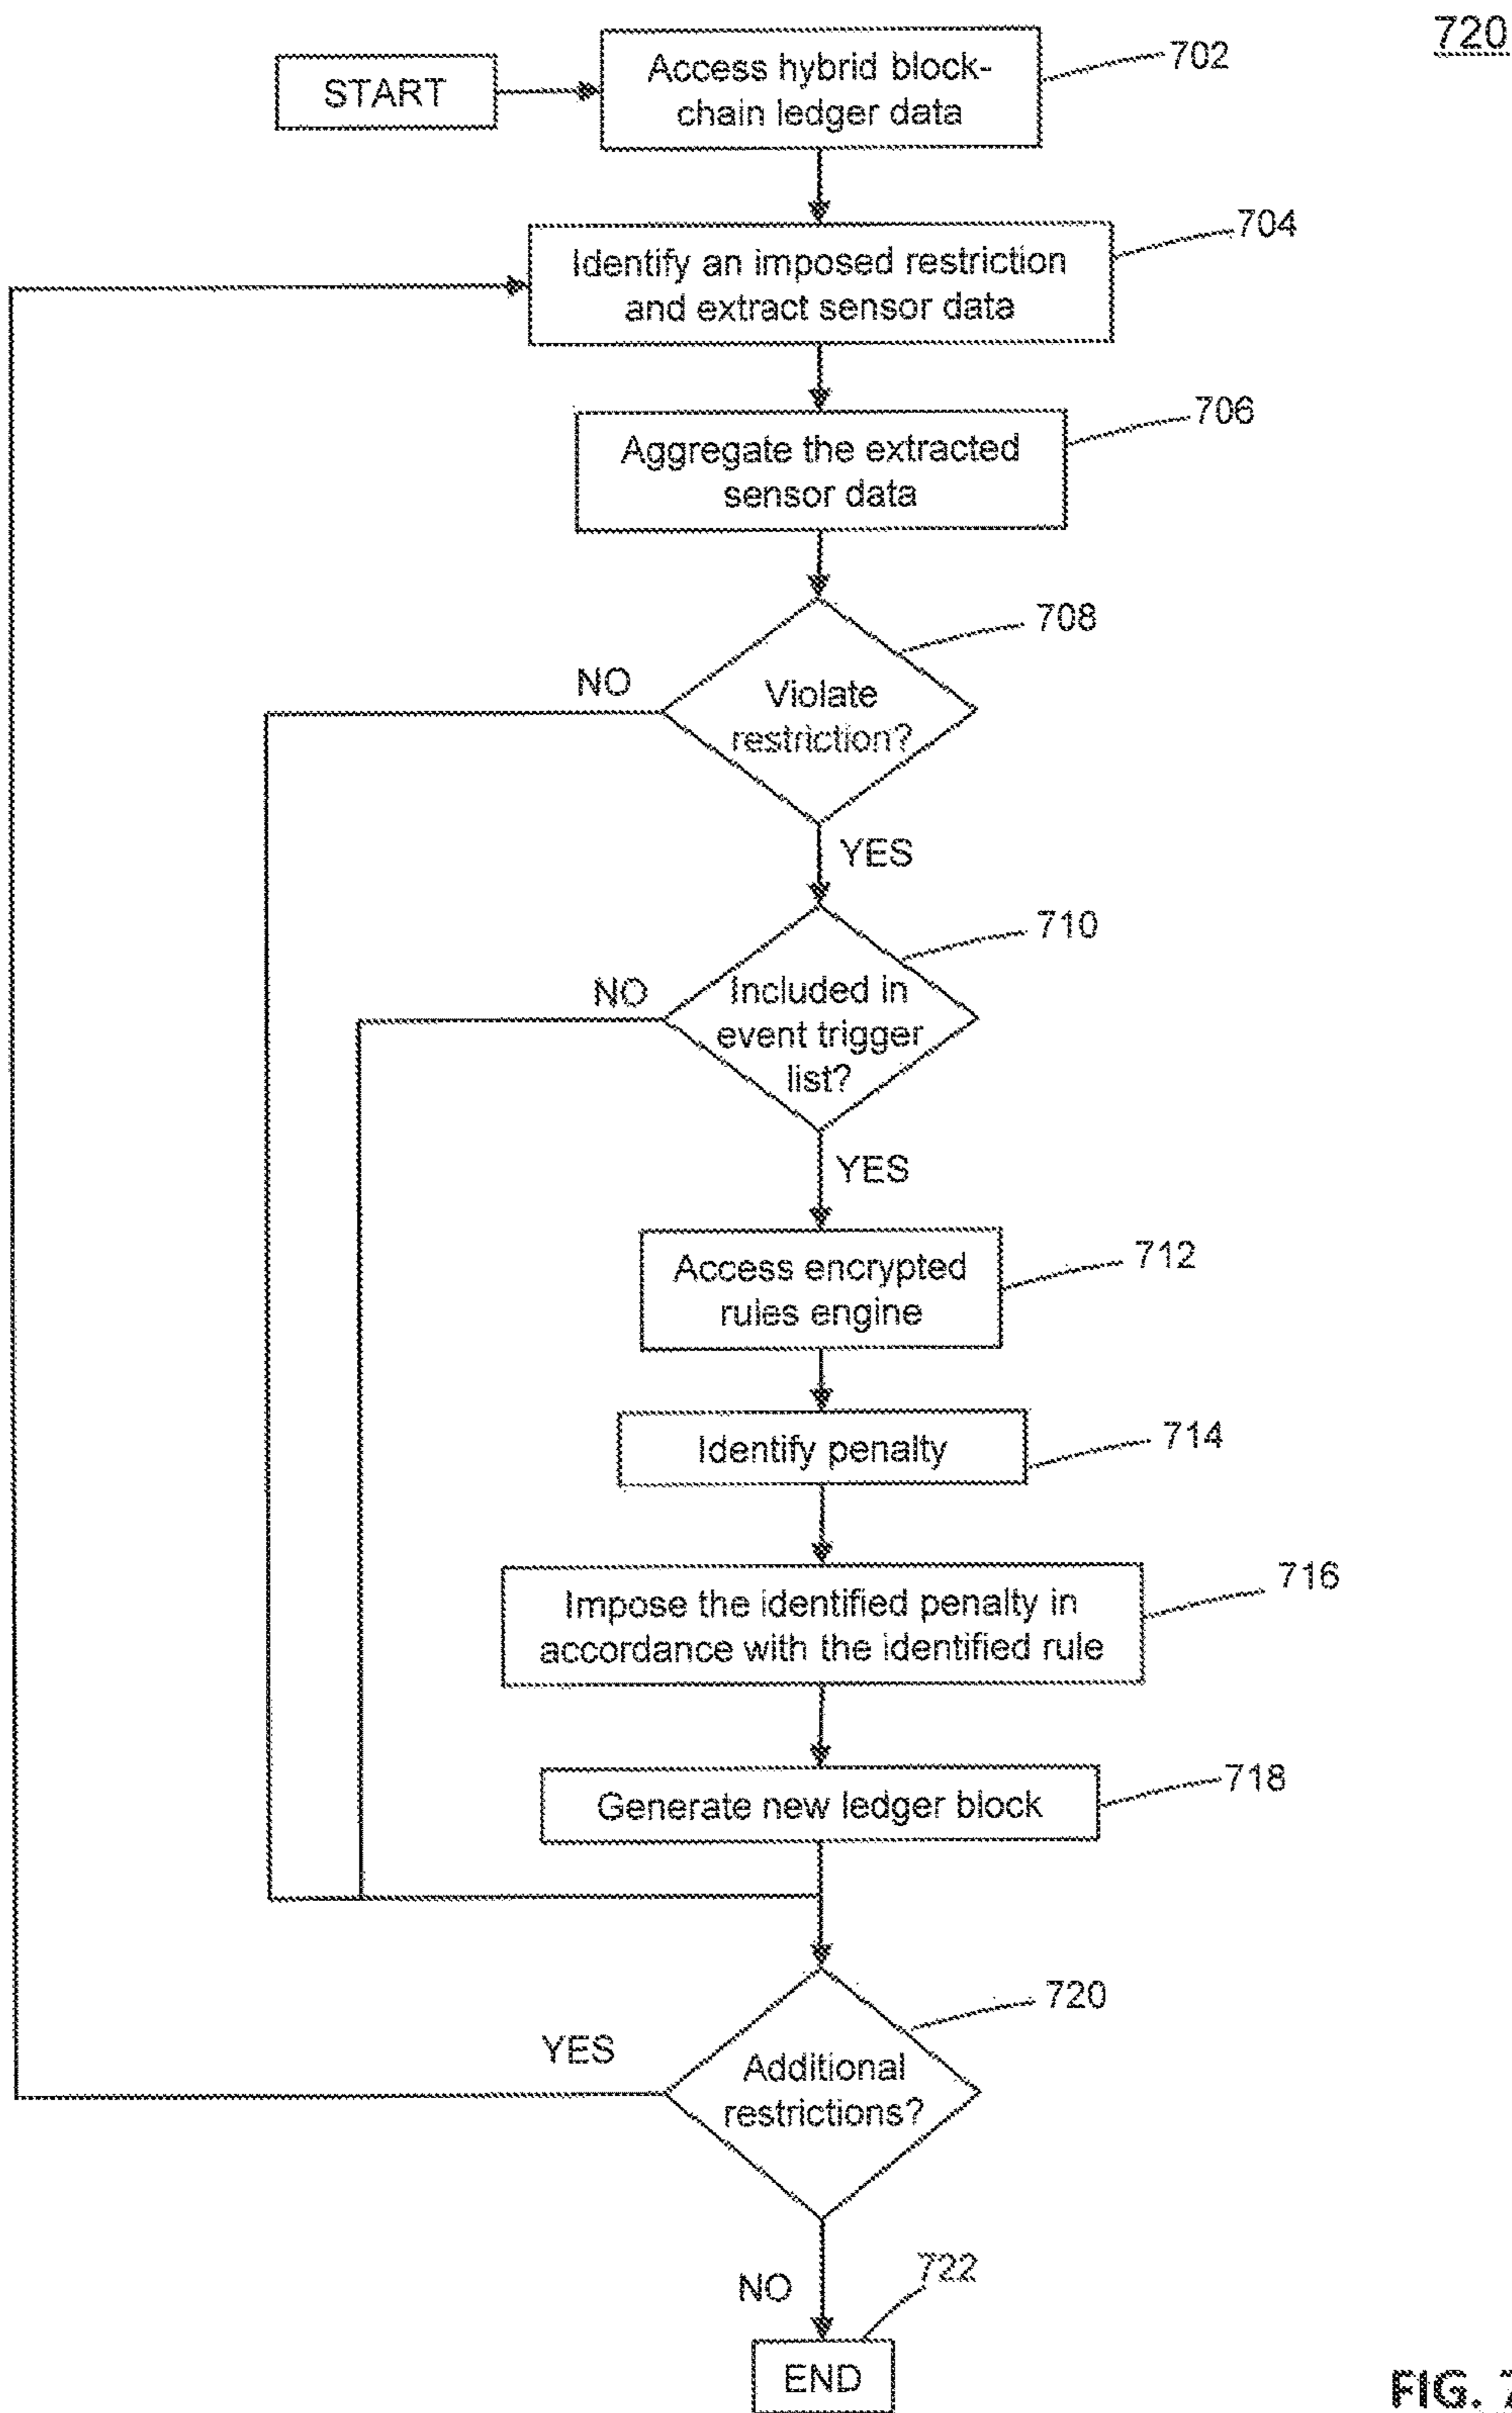 720
START
Access hybrid block-
chain ledger data
702
704
Identify an imposed restriction
and extract sensor data
706
Aggregate the extracted
sensor data
708
NO
Violate
restriction?
YES
710
NO
Included in
event trigger
list?
YES
712
Access encrypted
rules engine
714
Identify penalty
716
Impose the identified penalty in
accordance with the identified rule
718
Generate new ledger block
720
YES
Additional
restrictions?
NO
722
END
FIG. 7